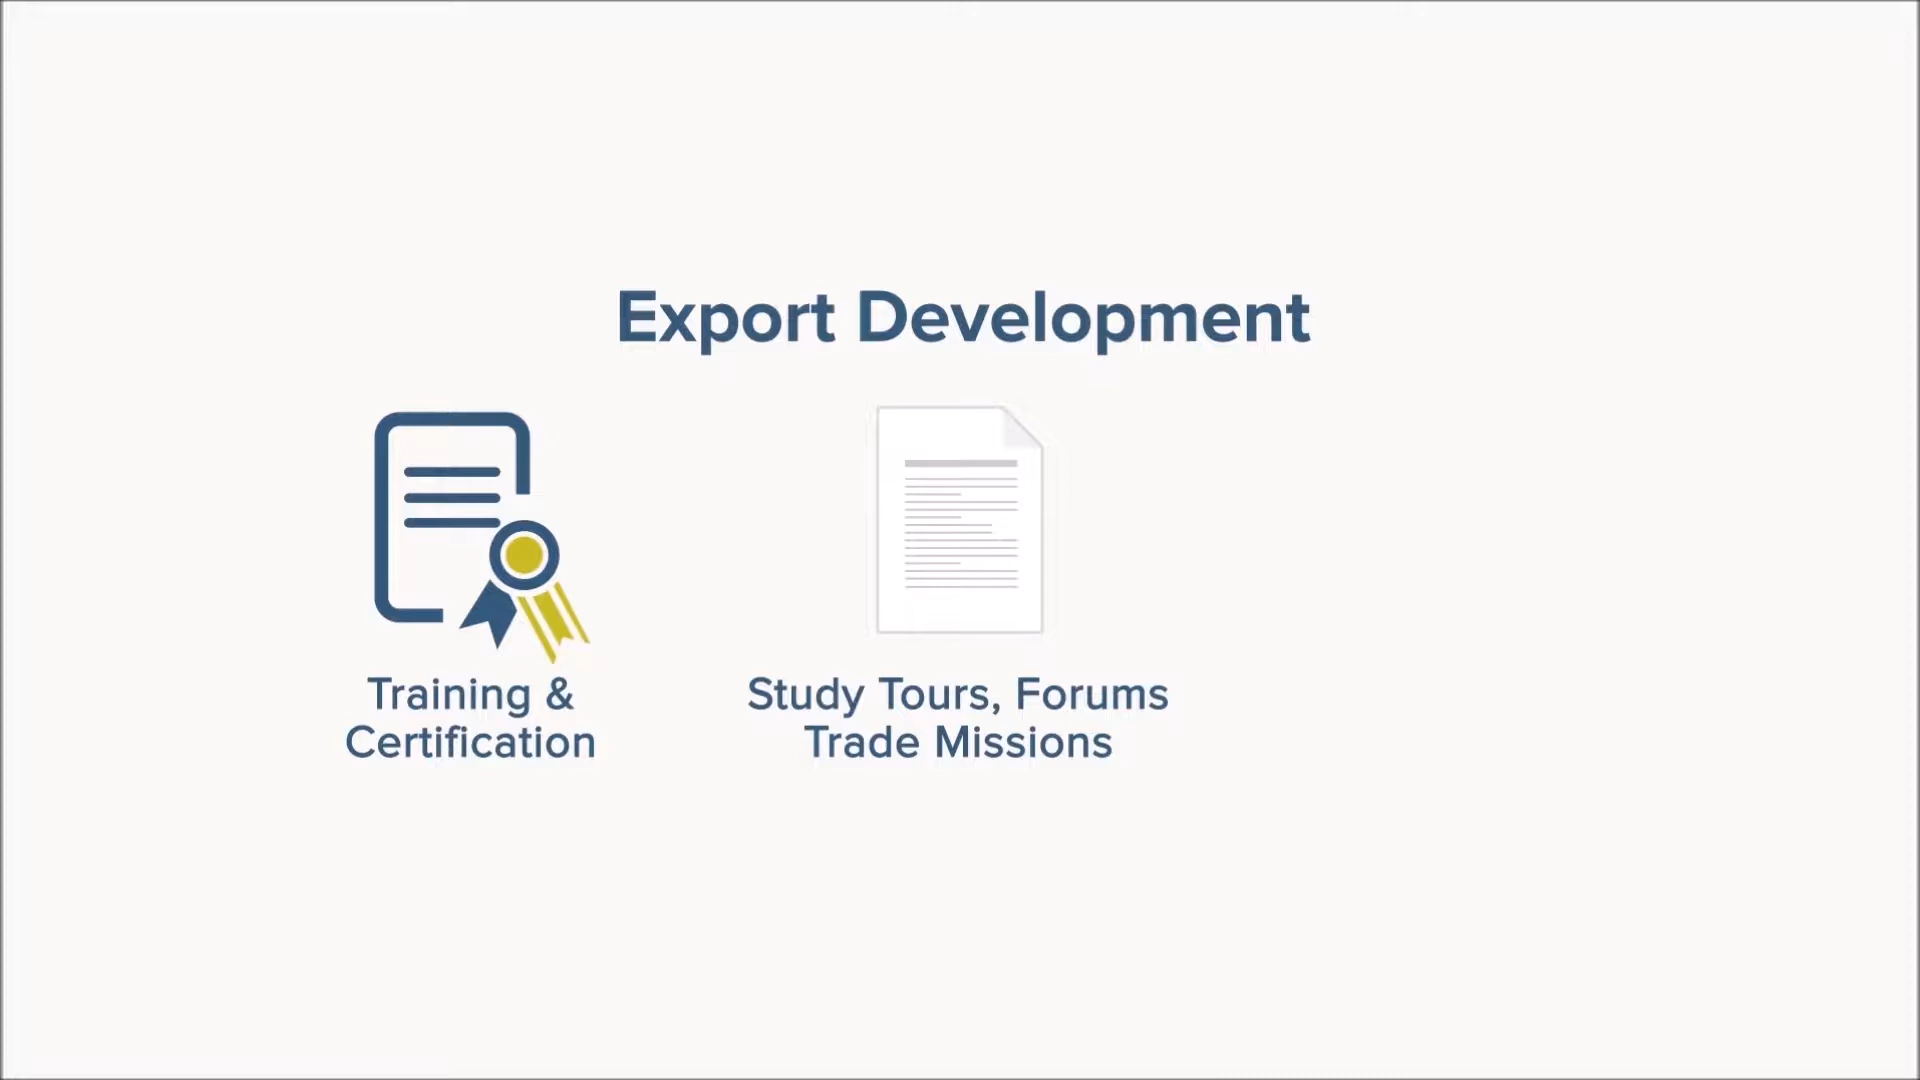 Export Development
Training &
Certification
Study Tours, Forums
Trade Missions